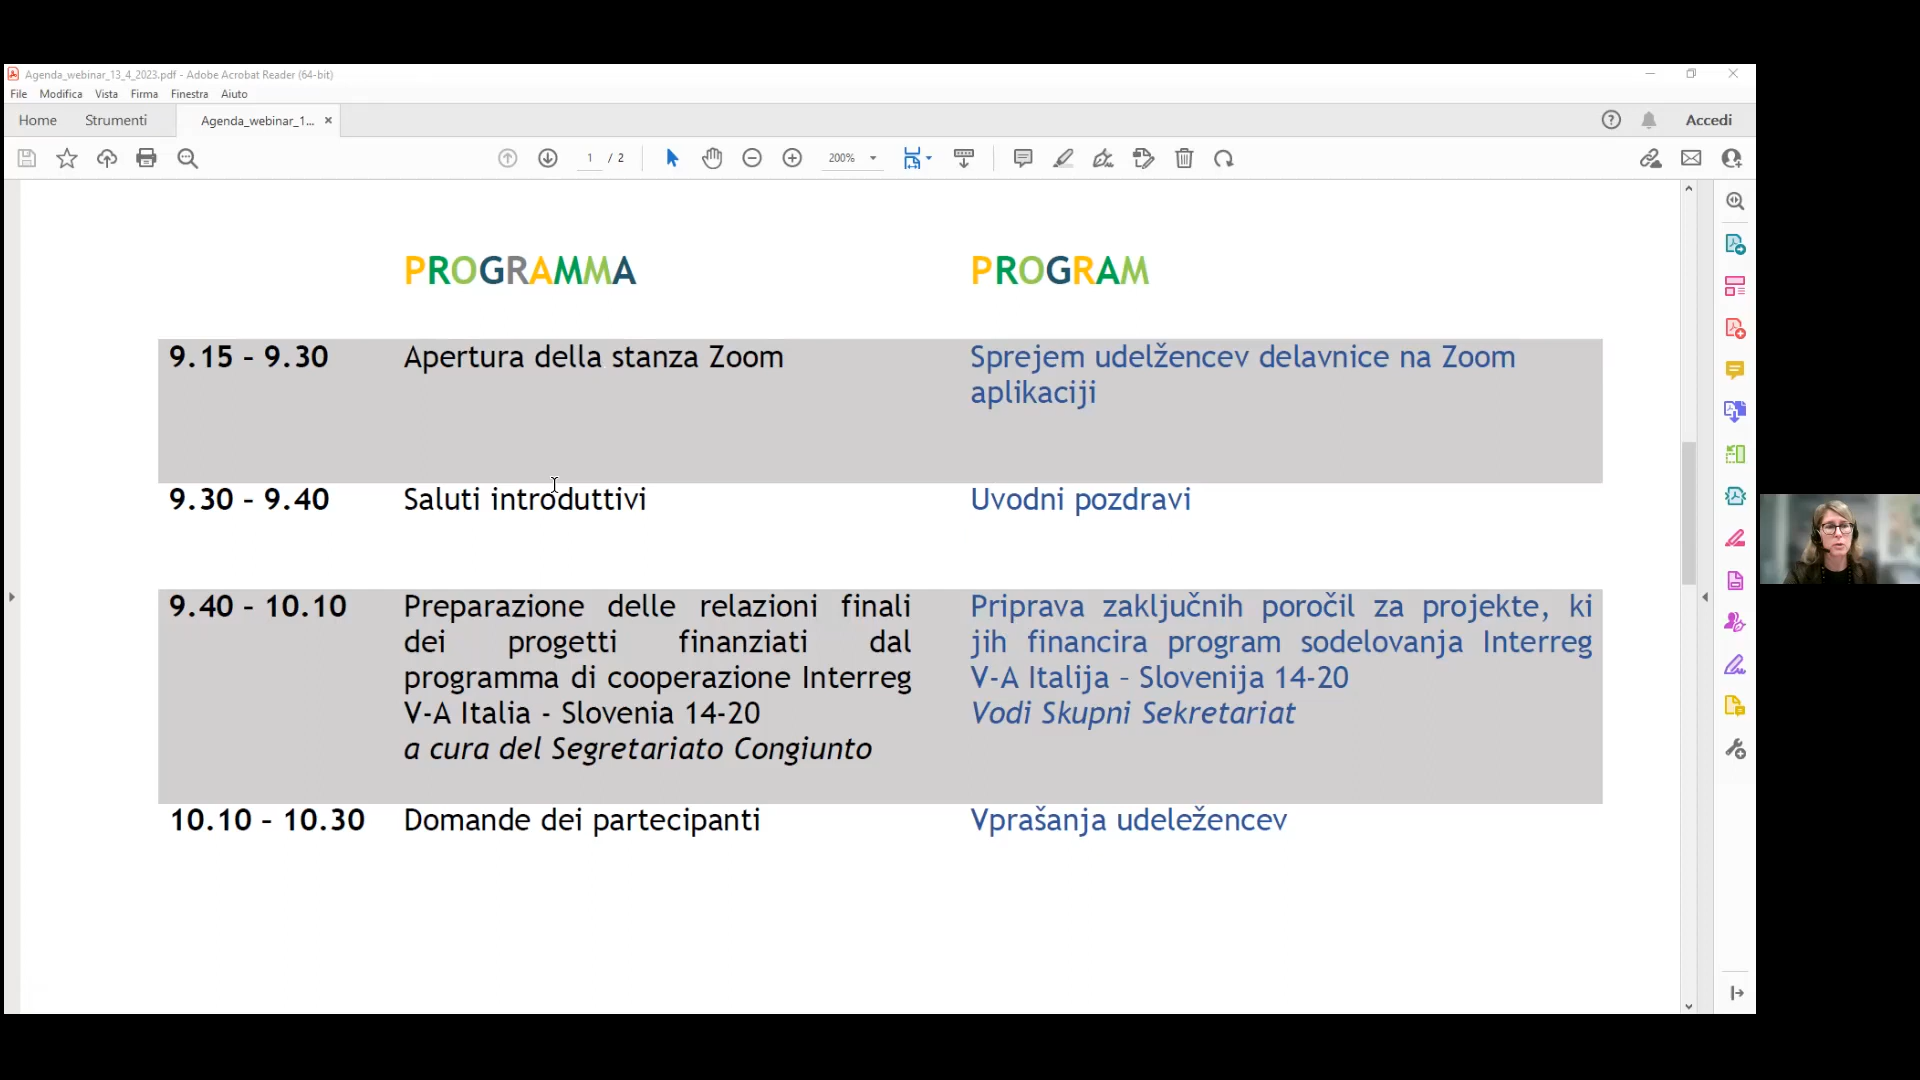 Agenda_webinar_13_4_2023.pdf - Adobe Acrobat Reader (64-bit)
File Modifica Vista Firma Finestra Aiuto
Home Strumenti Agenda_webinar_1... × Accedi
1 / 2 200%
PROGRAMMA PROGRAM
9.15 – 9.30 Apertura della stanza Zoom Sprejem udelžencev delavnice na Zoom
aplikaciji
9.30 – 9.40 Saluti introduttivi Uvodni pozdravi
9.40 – 10.10 Preparazione delle relazioni finali Priprava zaključnih poročil za projekte, ki
dei progetti finanziati dal jih financira program sodelovanja Interreg
programma di cooperazione Interreg V-A Italija – Slovenija 14-20
V-A Italia - Slovenia 14-20 Vodi Skupni Sekretariat
a cura del Segretariato Congiunto
10.10 – 10.30 Domande dei partecipanti Vprašanja udeležencev